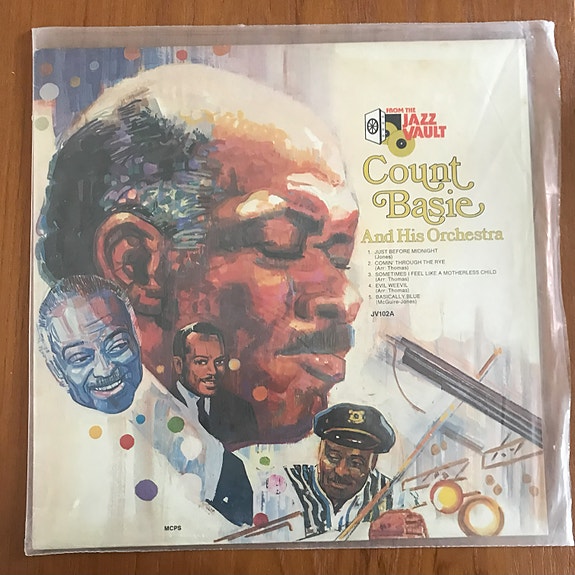 FROM THE
JAZZ
VAULT
Count
Basie
And His Orchestra
1. JUST BEFORE MIDNIGHT
(Jones)
2. COMIN' THROUGH THE RYE
(Arr: Thomas)
3. SOMETIMES I FEEL LIKE A MOTHERLESS CHILD
(Arr: Thomas)
4. EVIL WEEVIL
(Arr: Thomas)
5. BASICALLY BLUE
(McGuire-Jones)
JV102A
MCPS